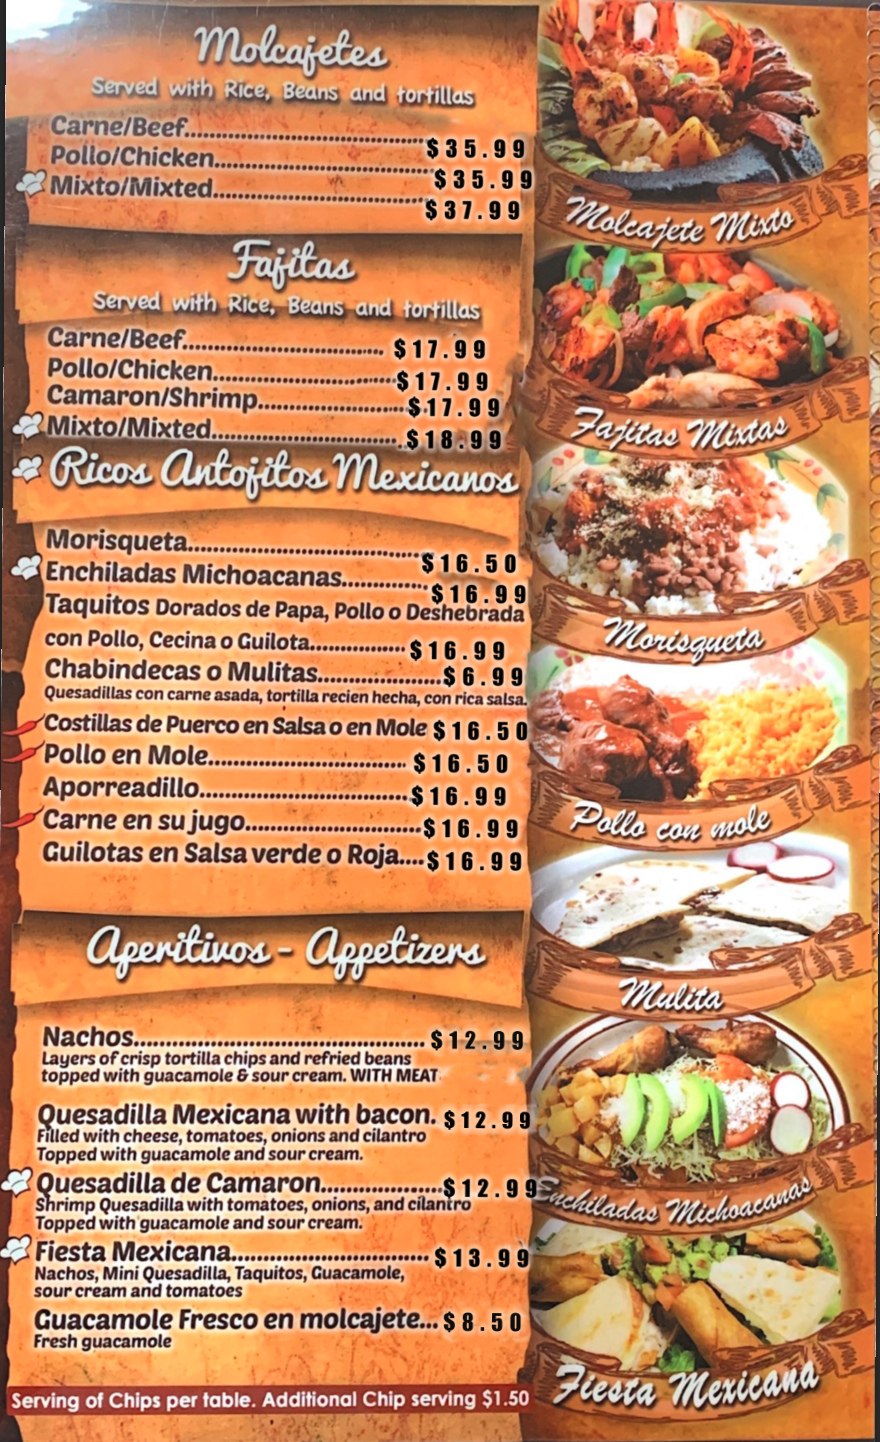 Molcajetes
Served with Rice, Beans and tortillas
Carne/Beef........................................$35.99
Pollo/Chicken....................................$35.99
Mixto/Mixted....................................$37.99
Fajitas
Served with Rice, Beans and tortillas
Carne/Beef.................................. $17.99
Pollo/Chicken..............................$17.99
Camaron/Shrimp.........................$17.99
Mixto/Mixted...............................$18.99
Ricos Antojitos Mexicanos
Morisqueta.......................................$16.50
Enchiladas Michoacanas..............$16.99
Taquitos Dorados de Papa, Pollo o Deshebrada
con Pollo, Cecina o Guilota................$16.99
Chabindecas o Mulitas....................$6.99
Quesadillas con carne asada, tortilla recien hecha, con rica salsa.
Costillas de Puerco en Salsa o en Mole $16.50
Pollo en Mole................................. $16.50
Aporreadillo...................................$16.99
Carne en su jugo.............................$16.99
Guilotas en Salsa verde o Roja....$16.99
Aperitivos - Appetizers
Nachos................................................ $12.99
Layers of crisp tortilla chips and refried beans
topped with guacamole & sour cream. WITH MEAT
Quesadilla Mexicana with bacon. $12.99
Filled with cheese, tomatoes, onions and cilantro
Topped with guacamole and sour cream.
Quesadilla de Camaron....................$12.99
Shrimp Quesadilla with tomatoes, onions, and cilantro
Topped with guacamole and sour cream.
Fiesta Mexicana................................. $13.99
Nachos, Mini Quesadilla, Taquitos, Guacamole,
sour cream and tomatoes
Guacamole Fresco en molcajete...$8.50
Fresh guacamole
Serving of Chips per table. Additional Chip serving $1.50
Molcajete Mixto
Fajitas Mixtas
Morisqueta
Pollo con mole
Mulita
Enchiladas Michoacanas
Fiesta Mexicana